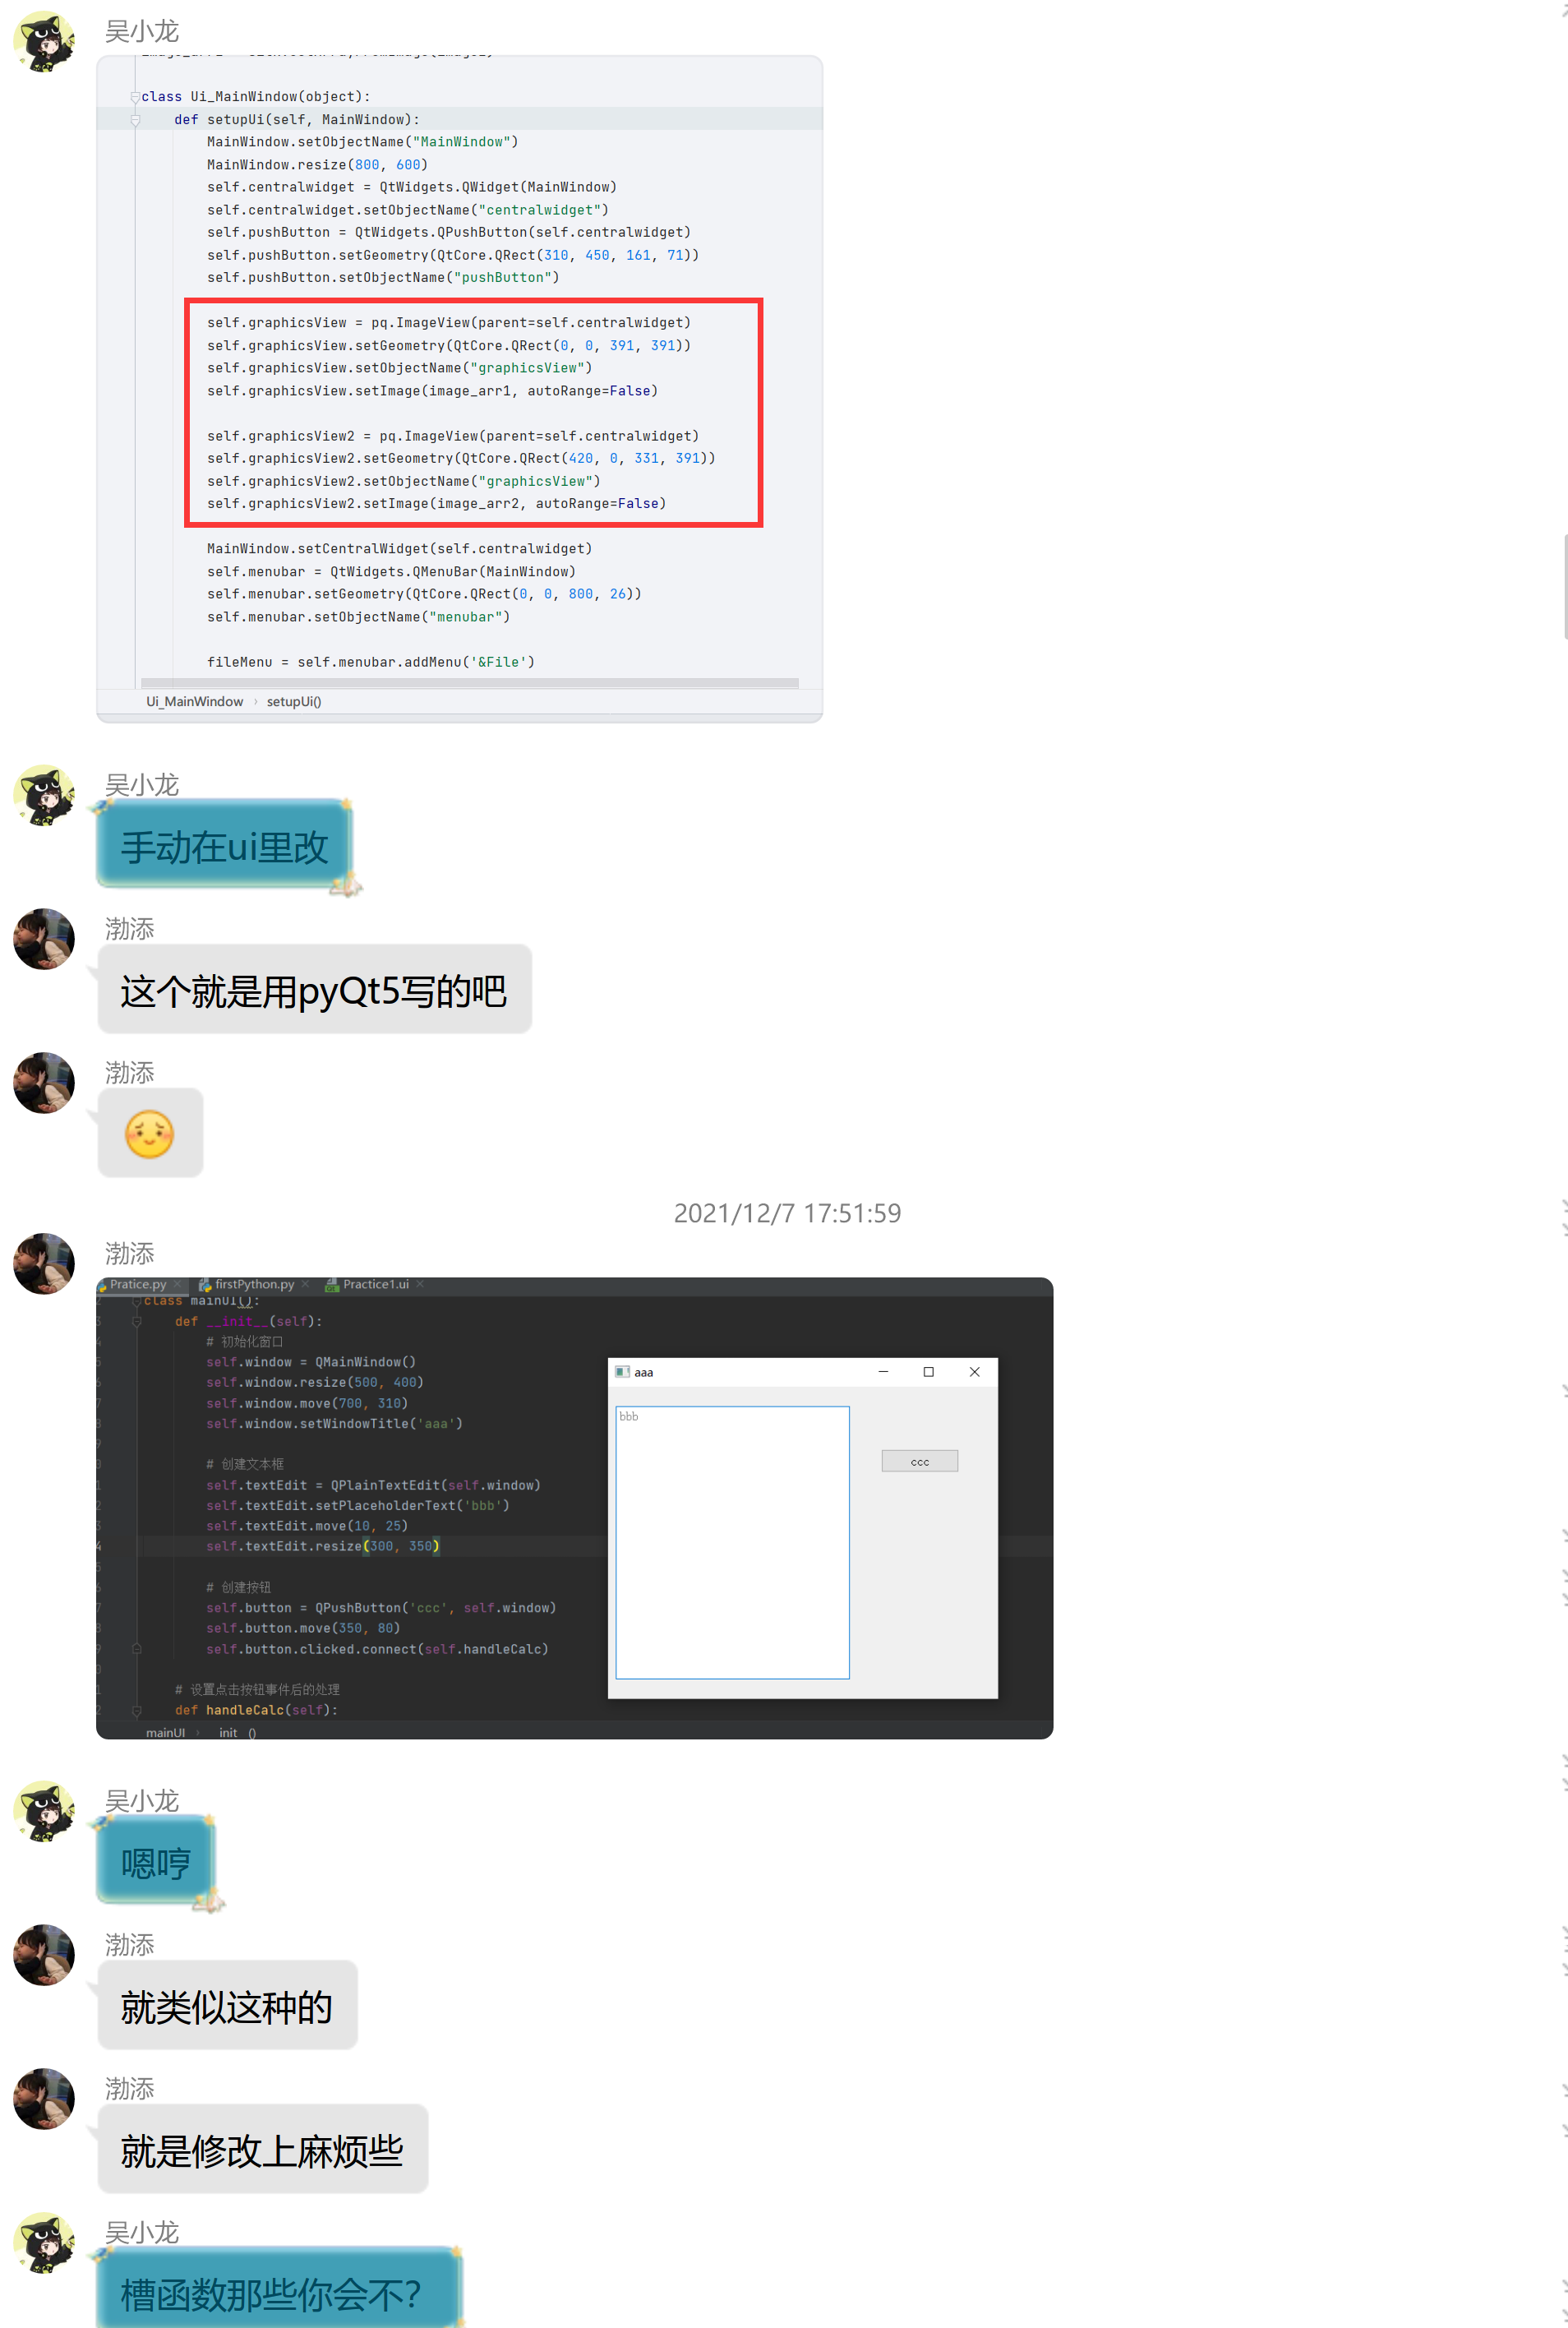 吴小龙
class Ui_MainWindow(object):
def setupUi(self, MainWindow):
MainWindow.setObjectName("MainWindow")
MainWindow.resize(800, 600)
self.centralwidget = QtWidgets.QWidget(MainWindow)
self.centralwidget.setObjectName("centralwidget")
self.pushButton = QtWidgets.QPushButton(self.centralwidget)
self.pushButton.setGeometry(QtCore.QRect(310, 450, 161, 71))
self.pushButton.setObjectName("pushButton")
self.graphicsView = pq.ImageView(parent=self.centralwidget)
self.graphicsView.setGeometry(QtCore.QRect(0, 0, 391, 391))
self.graphicsView.setObjectName("graphicsView")
self.graphicsView.setImage(image_arr1, autoRange=False)
self.graphicsView2 = pq.ImageView(parent=self.centralwidget)
self.graphicsView2.setGeometry(QtCore.QRect(420, 0, 331, 391))
self.graphicsView2.setObjectName("graphicsView")
self.graphicsView2.setImage(image_arr2, autoRange=False)
MainWindow.setCentralWidget(self.centralwidget)
self.menubar = QtWidgets.QMenuBar(MainWindow)
self.menubar.setGeometry(QtCore.QRect(0, 0, 800, 26))
self.menubar.setObjectName("menubar")
fileMenu = self.menubar.addMenu('&File')
Ui_MainWindow › setupUi()
吴小龙
手动在ui里改
渤添
这个就是用pyQt5写的吧
渤添
2021/12/7 17:51:59
渤添
Pratice.py firstPython.py Practice1.ui
class mainUI():
def __init__(self):
# 初始化窗口
self.window = QMainWindow()
self.window.resize(500, 400)
self.window.move(700, 310)
self.window.setWindowTitle('aaa')
# 创建文本框
self.textEdit = QPlainTextEdit(self.window)
self.textEdit.setPlaceholderText('bbb')
self.textEdit.move(10, 25)
self.textEdit.resize(300, 350)
# 创建按钮
self.button = QPushButton('ccc', self.window)
self.button.move(350, 80)
self.button.clicked.connect(self.handleCalc)
# 设置点击按钮事件后的处理
def handleCalc(self):
mainUI › __init__()
aaa
bbb
ccc
吴小龙
嗯哼
渤添
就类似这种的
渤添
就是修改上麻烦些
吴小龙
槽函数那些你会不?